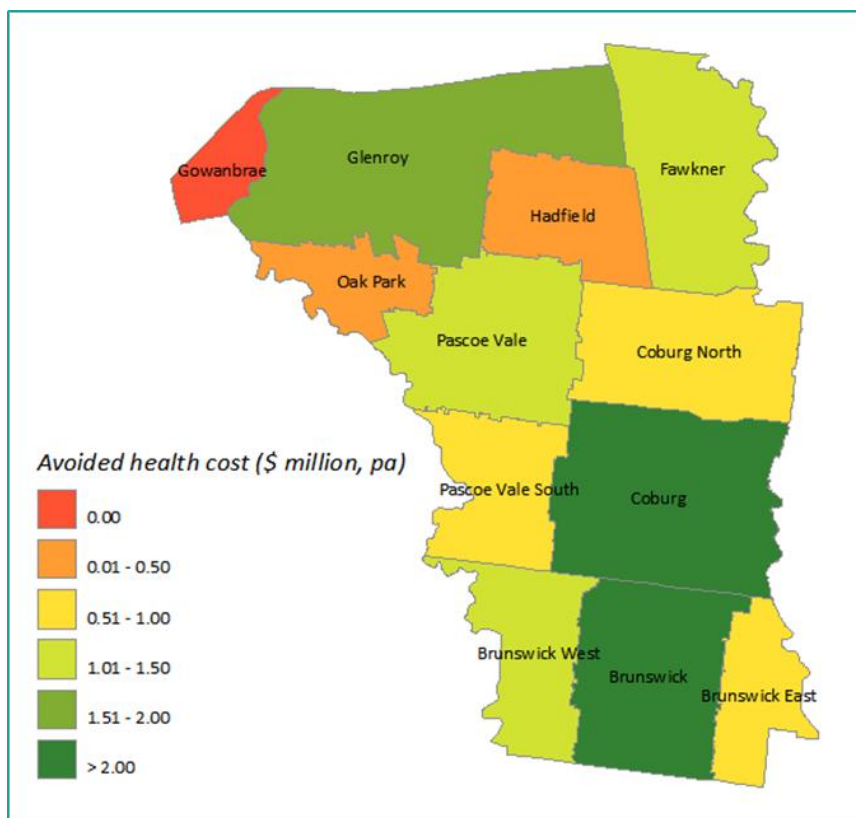 Gowanbrae
Glenroy
Fawkner
Hadfield
Oak Park
Pascoe Vale
Coburg North
Avoided health cost ($ million, pa)
0.00
0.01 - 0.50
0.51 - 1.00
1.01 - 1.50
1.51 - 2.00
> 2.00
Pascoe Vale South
Coburg
Brunswick West
Brunswick
Brunswick East